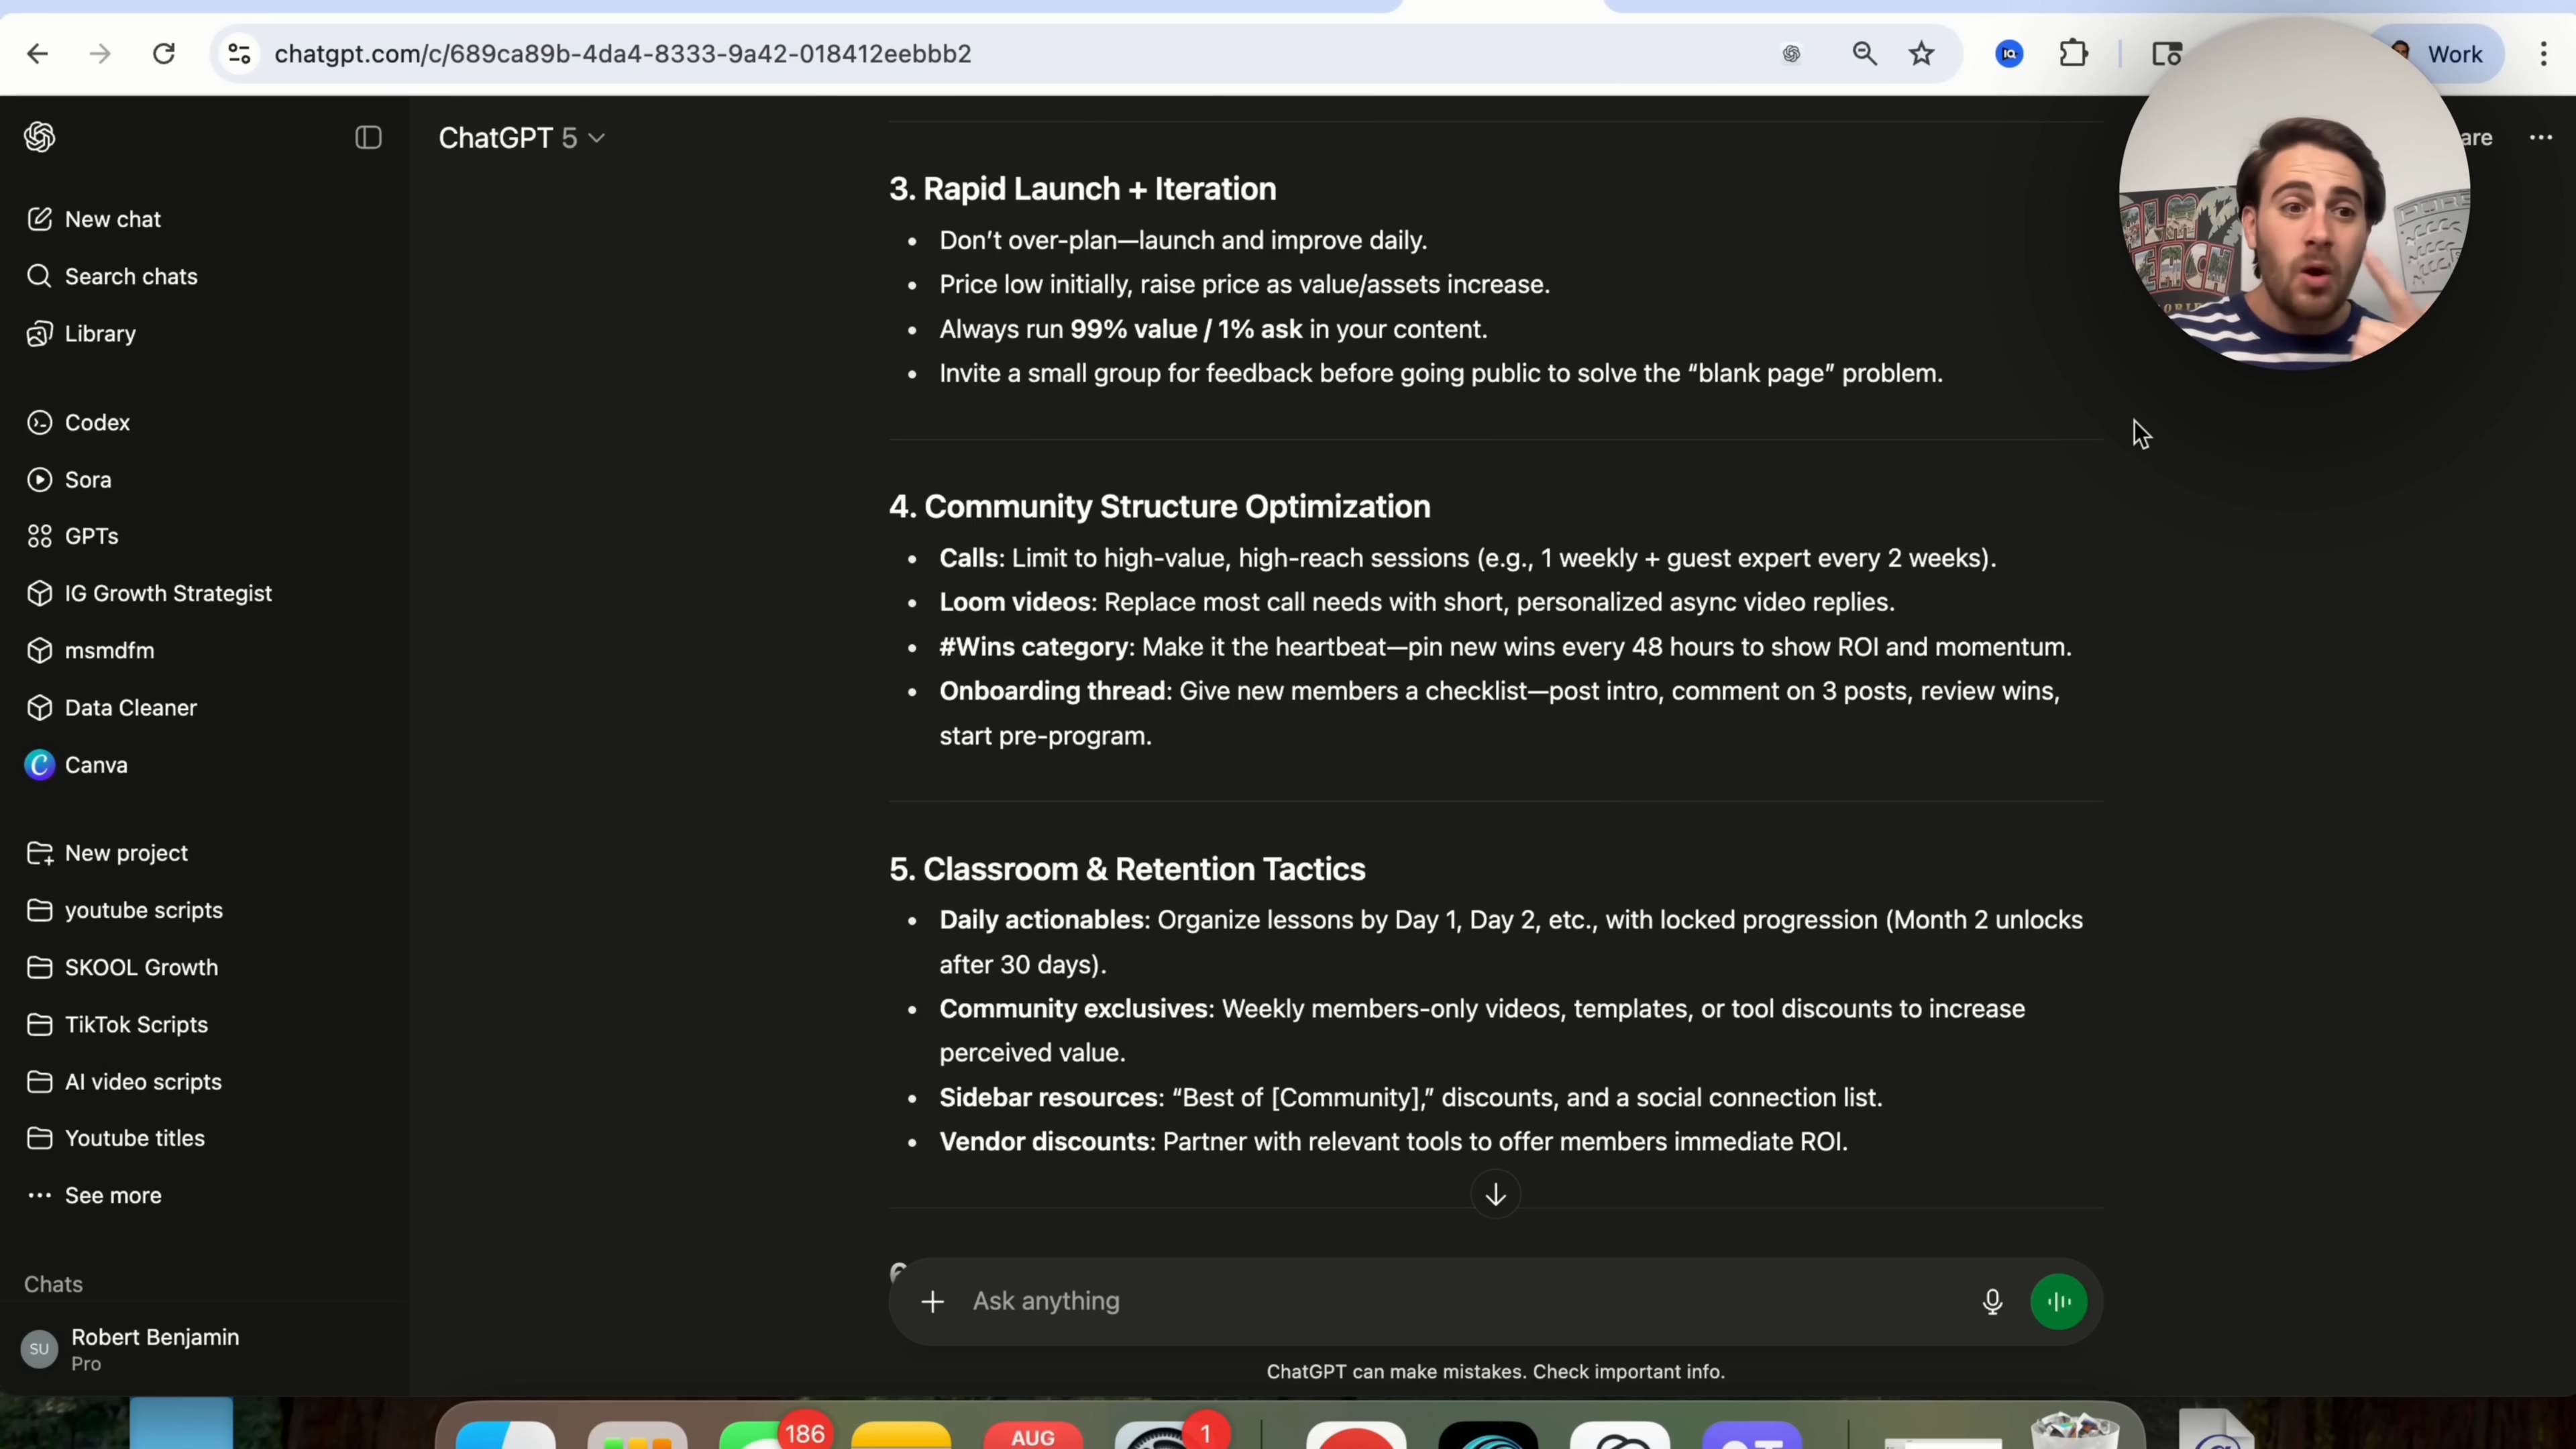 chatgpt.com/c/689ca89b-4da4-8333-9a42-018412eebbb2
Work
ChatGPT 5
are
New chat
Search chats
Library
Codex
Sora
GPTs
IG Growth Strategist
msmdfm
Data Cleaner
Canva
New project
youtube scripts
SKOOL Growth
TikTok Scripts
AI video scripts
Youtube titles
See more
Chats
SU
Robert Benjamin
Pro
3. Rapid Launch + Iteration
• Don’t over-plan—launch and improve daily.
• Price low initially, raise price as value/assets increase.
• Always run 99% value / 1% ask in your content.
• Invite a small group for feedback before going public to solve the “blank page” problem.
4. Community Structure Optimization
• Calls: Limit to high-value, high-reach sessions (e.g., 1 weekly + guest expert every 2 weeks).
• Loom videos: Replace most call needs with short, personalized async video replies.
• #Wins category: Make it the heartbeat—pin new wins every 48 hours to show ROI and momentum.
• Onboarding thread: Give new members a checklist—post intro, comment on 3 posts, review wins,
start pre-program.
5. Classroom & Retention Tactics
• Daily actionables: Organize lessons by Day 1, Day 2, etc., with locked progression (Month 2 unlocks
after 30 days).
• Community exclusives: Weekly members-only videos, templates, or tool discounts to increase
perceived value.
• Sidebar resources: “Best of [Community],” discounts, and a social connection list.
• Vendor discounts: Partner with relevant tools to offer members immediate ROI.
Ask anything
ChatGPT can make mistakes. Check important info.
186
AUG
1